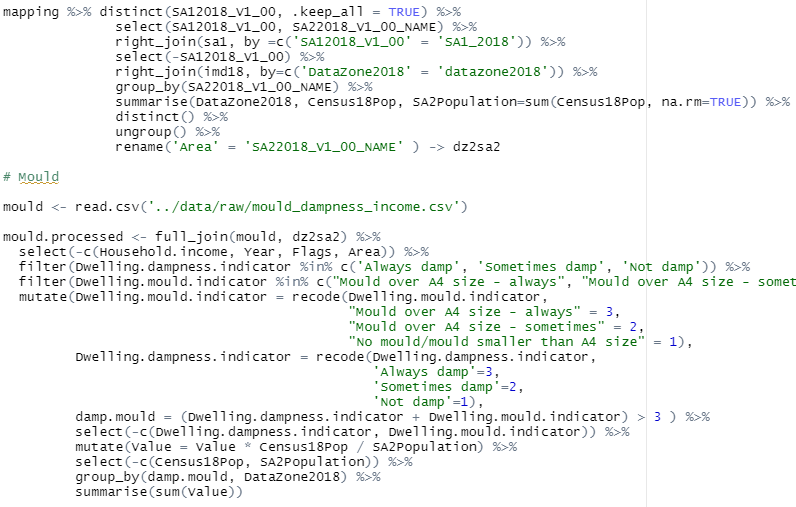 mapping %>% distinct(SA12018_V1_00, .keep_all = TRUE) %>%
select(SA12018_V1_00, SA22018_V1_00_NAME) %>%
right_join(sa1, by =c('SA12018_V1_00' = 'SA1_2018')) %>%
select(-SA12018_V1_00) %>%
right_join(imd18, by=c('DataZone2018' = 'datazone2018')) %>%
group_by(SA22018_V1_00_NAME) %>%
summarise(DataZone2018, Census18Pop, SA2Population=sum(Census18Pop, na.rm=TRUE)) %>%
distinct() %>%
ungroup() %>%
rename('Area' = 'SA22018_V1_00_NAME' ) -> dz2sa2
# Mould
mould <- read.csv('../data/raw/mould_dampness_income.csv')
mould.processed <- full_join(mould, dz2sa2) %>%
select(-c(Household.income, Year, Flags, Area)) %>%
filter(Dwelling.dampness.indicator %in% c('Always damp', 'Sometimes damp', 'Not damp')) %>%
filter(Dwelling.mould.indicator %in% c("Mould over A4 size - always", "Mould over A4 size - somet
mutate(Dwelling.mould.indicator = recode(Dwelling.mould.indicator,
"Mould over A4 size - always" = 3,
"Mould over A4 size - sometimes" = 2,
"No mould/mould smaller than A4 size" = 1),
Dwelling.dampness.indicator = recode(Dwelling.dampness.indicator,
'Always damp'=3,
'Sometimes damp'=2,
'Not damp'=1),
damp.mould = (Dwelling.dampness.indicator + Dwelling.mould.indicator) > 3 ) %>%
select(-c(Dwelling.dampness.indicator, Dwelling.mould.indicator)) %>%
mutate(Value = Value * Census18Pop / SA2Population) %>%
select(-c(Census18Pop, SA2Population)) %>%
group_by(damp.mould, DataZone2018) %>%
summarise(sum(Value))